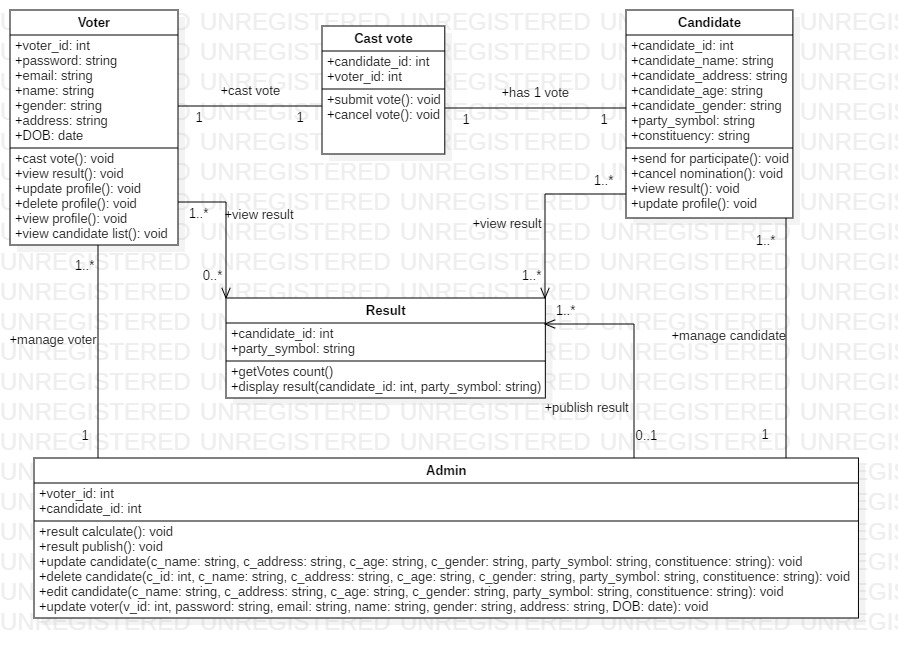 Voter
+voter_id: int
+password: string
+email: string
+name: string
+gender: string
+address: string
+DOB: date
+cast vote(): void
+view result(): void
+update profile(): void
+delete profile(): void
+view profile(): void
+view candidate list(): void
+cast vote
1
1
Cast vote
+candidate_id: int
+voter_id: int
+submit vote(): void
+cancel vote(): void
+has 1 vote
1
1
Candidate
+candidate_id: int
+candidate_name: string
+candidate_address: string
+candidate_age: string
+candidate_gender: string
+party_symbol: string
+constituency: string
+send for participate(): void
+cancel nomination(): void
+view result(): void
+update profile(): void
1..*
+view result
0..*
1..*
+view result
1..*
Result
+candidate_id: int
+party_symbol: string
+getVotes count()
+display result(candidate_id: int, party_symbol: string)
1..*
+manage voter
1
1..*
+publish result
0..1
1..*
+manage candidate
1
Admin
+voter_id: int
+candidate_id: int
+result calculate(): void
+result publish(): void
+update candidate(c_name: string, c_address: string, c_age: string, c_gender: string, party_symbol: string, constituence: string): void
+delete candidate(c_id: int, c_name: string, c_address: string, c_age: string, c_gender: string, party_symbol: string, constituence: string): void
+edit candidate(c_name: string, c_address: string, c_age: string, c_gender: string, party_symbol: string, constituence: string): void
+update voter(v_id: int, password: string, email: string, name: string, gender: string, address: string, DOB: date): void
UNREGISTERED